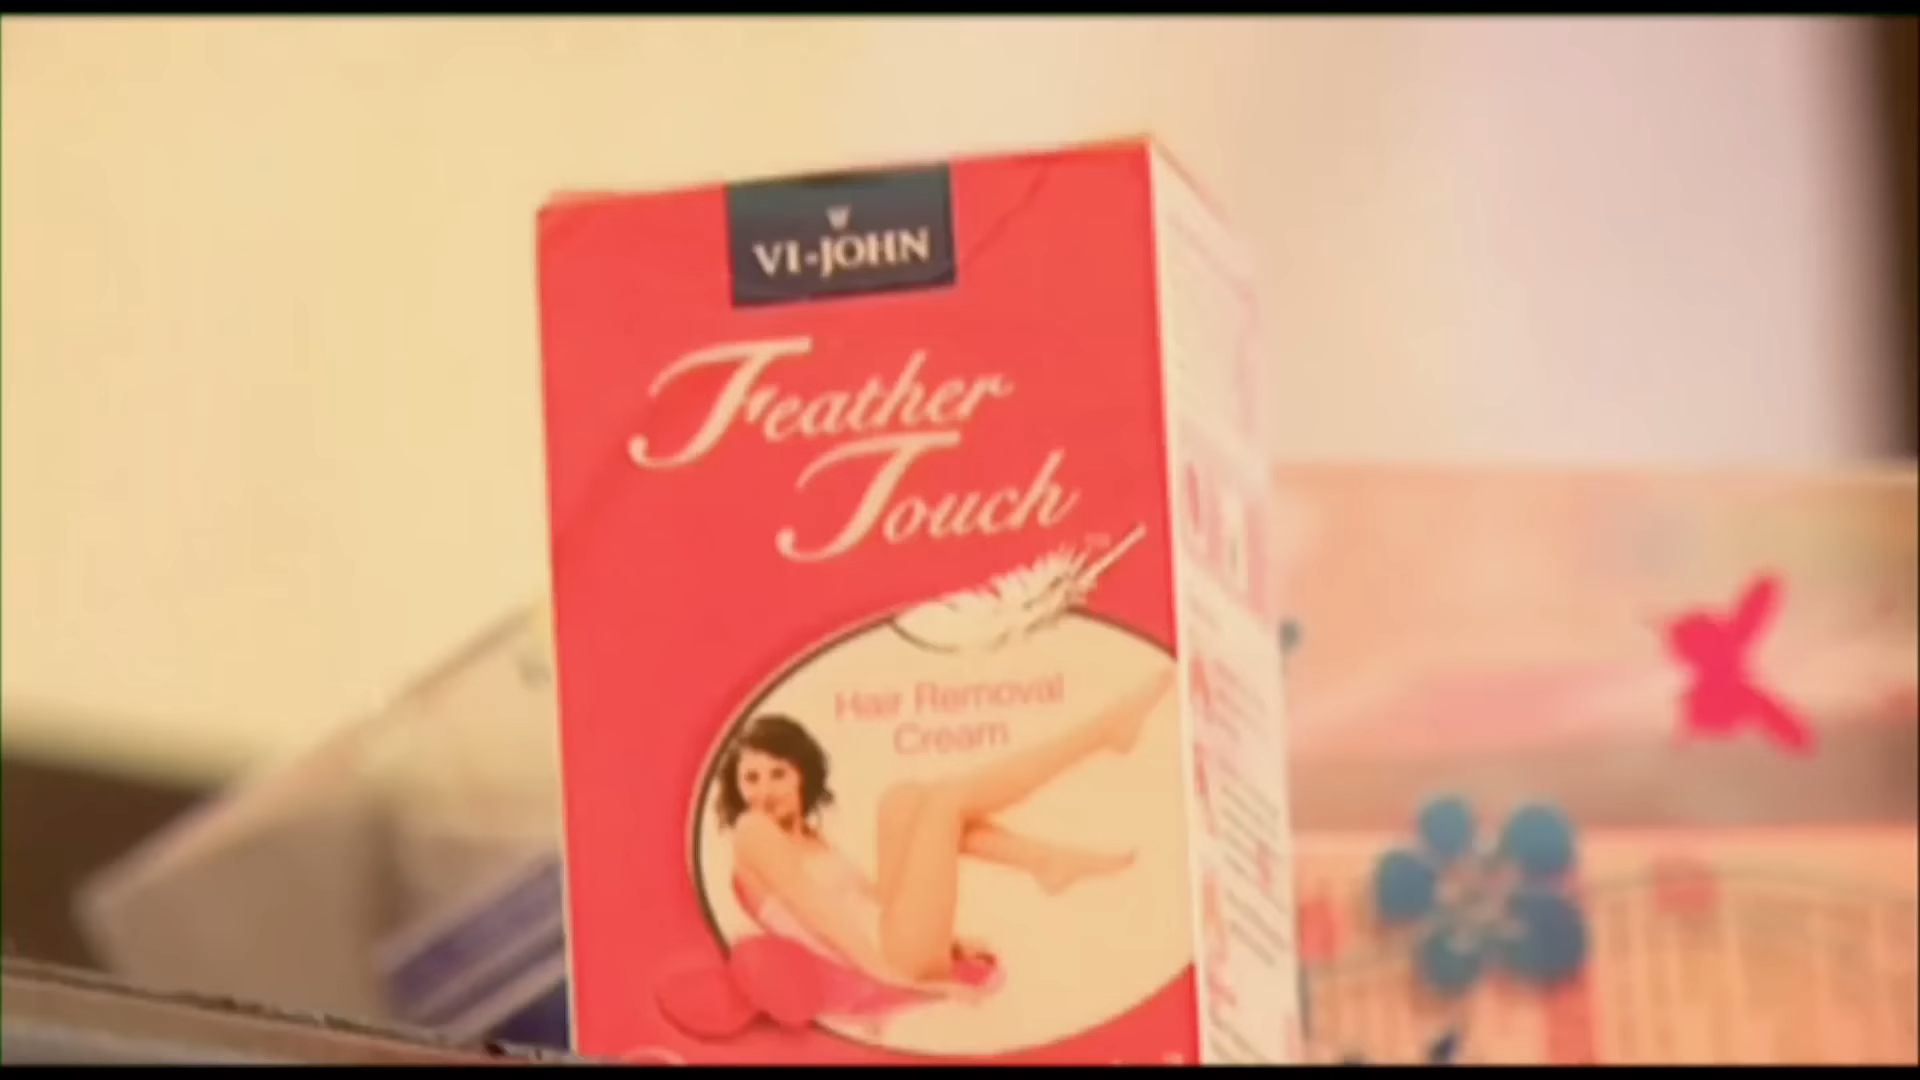 VI-JOHN
Feather
Touch
Hair Removal
Cream